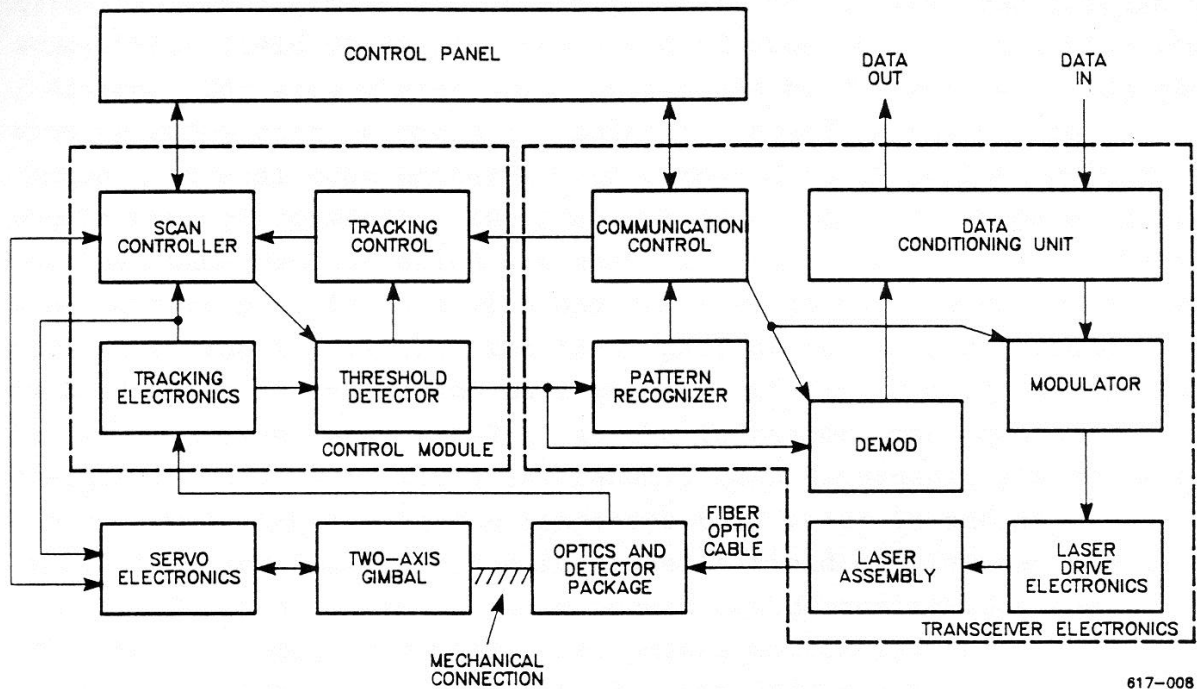 CONTROL PANEL
DATA
OUT
DATA
IN
SCAN
CONTROLLER
TRACKING
CONTROL
COMMUNICATION
CONTROL
DATA
CONDITIONING UNIT
TRACKING
ELECTRONICS
THRESHOLD
DETECTOR
PATTERN
RECOGNIZER
MODULATOR
DEMOD
CONTROL MODULE
SERVO
ELECTRONICS
TWO-AXIS
GIMBAL
OPTICS AND
DETECTOR
PACKAGE
FIBER
OPTIC
CABLE
LASER
ASSEMBLY
LASER
DRIVE
ELECTRONICS
TRANSCEIVER ELECTRONICS
MECHANICAL
CONNECTION
617-008